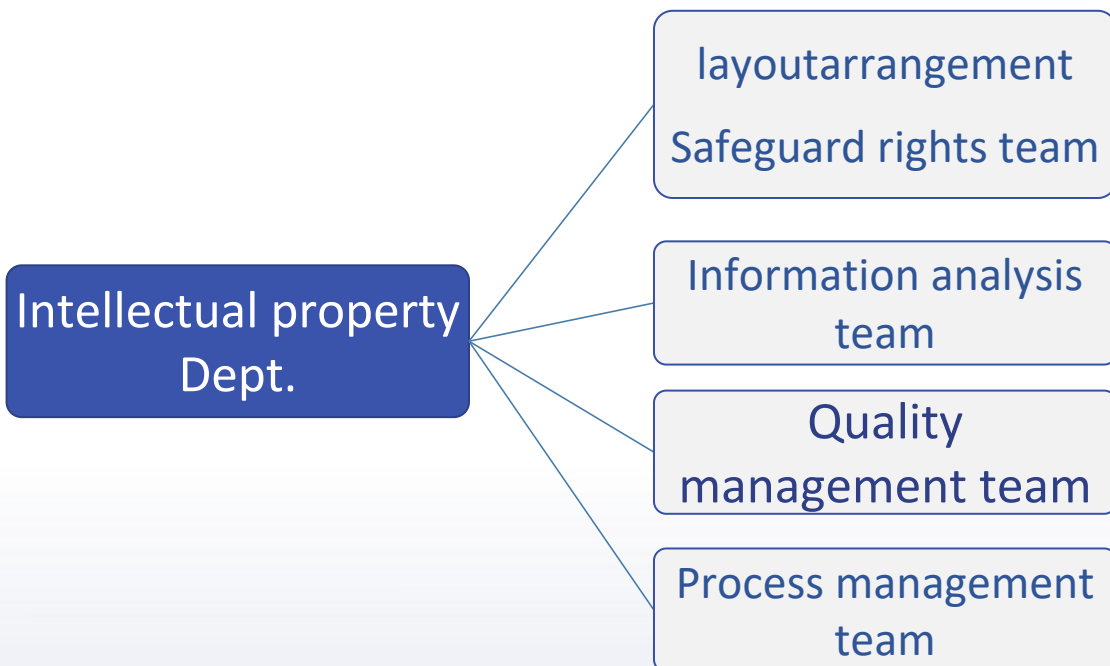 layoutarrangement
Safeguard rights team
Intellectual property
Dept.
Information analysis
team
Quality
management team
Process management
team